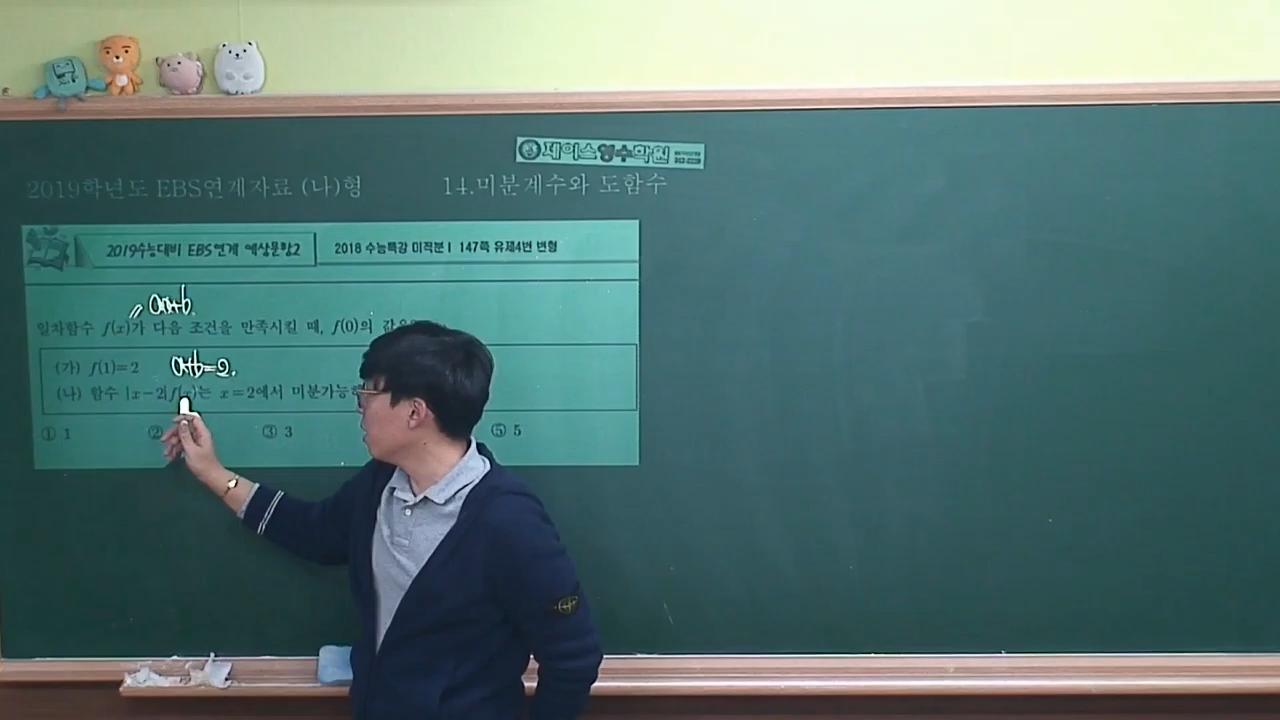 제이스영수학원
2019학년도 EBS연계자료 (나)형
14.미분계수와 도함수
2019수능대비 EBS연계 예상문항2
2018 수능특강 미적분Ⅰ 147쪽 유제4번 변형
ax+b
일차함수 f(x)가 다음 조건을 만족시킬 때, f(0)의 값은
(가) f(1)=2 a+b=2.
(나) 함수 |x-2|f(x)는 x=2에서 미분가능
① 1 ② ③ 3 ⑤ 5